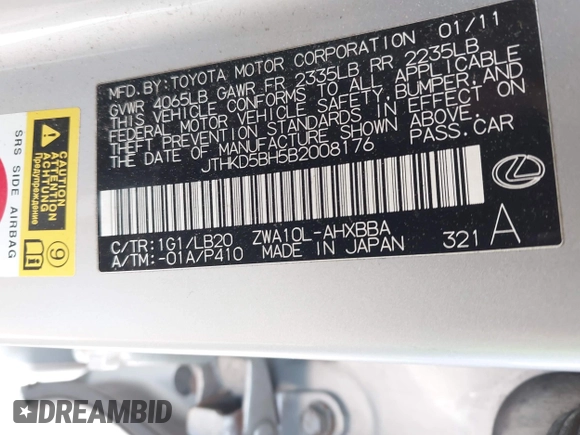 MFD. BY: TOYOTA MOTOR CORPORATION 01/11
GVWR 4065LB GAWR FR 2335LB RR 2235LB
THIS VEHICLE CONFORMS TO ALL APPLICABLE
FEDERAL MOTOR VEHICLE SAFETY, BUMPER, AND
THEFT PREVENTION STANDARDS IN EFFECT ON
THE DATE OF MANUFACTURE SHOWN ABOVE.
JTHKD5BH5B2008176 PASS.CAR
C/TR: 1G1/LB20 ZWA10L-AHXBBA A
A/TM: -01A/P410 MADE IN JAPAN 321
SRS SIDE AIRBAG
CAUTION
ATTENTION
ACHTUNG
Предупреждение
9
DREAMBID